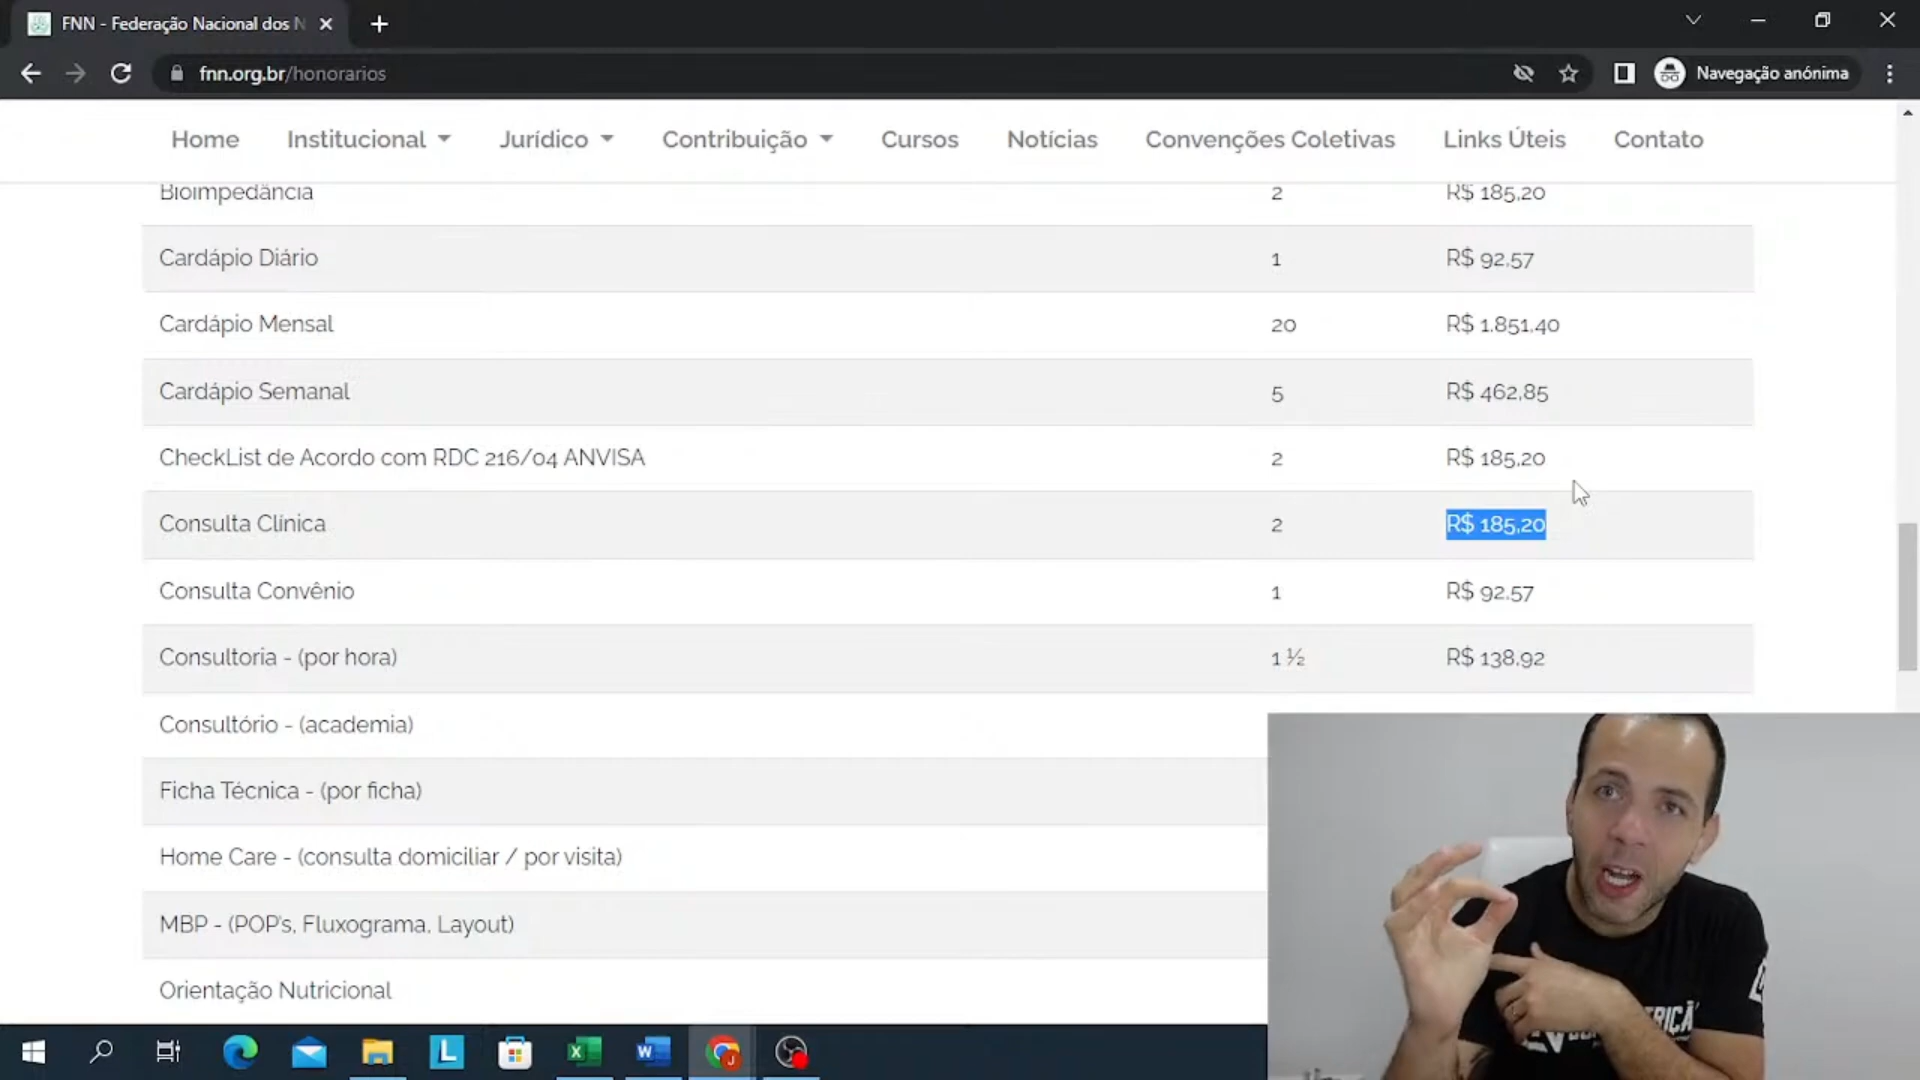 FNN - Federação Nacional dos N
fnn.org.br/honorarios
Navegação anónima
Home Institucional Jurídico Contribuição Cursos Notícias Convenções Coletivas Links Úteis Contato
Bioimpedância 2 R$ 185,20
Cardápio Diário 1 R$ 92,57
Cardápio Mensal 20 R$ 1.851,40
Cardápio Semanal 5 R$ 462,85
CheckList de Acordo com RDC 216/04 ANVISA 2 R$ 185,20
Consulta Clínica 2 R$ 185,20
Consulta Convênio 1 R$ 92,57
Consultoria - (por hora) 1 ½ R$ 138,92
Consultório - (academia)
Ficha Técnica - (por ficha)
Home Care - (consulta domiciliar / por visita)
MBP - (POP's, Fluxograma, Layout)
Orientação Nutricional
L
J